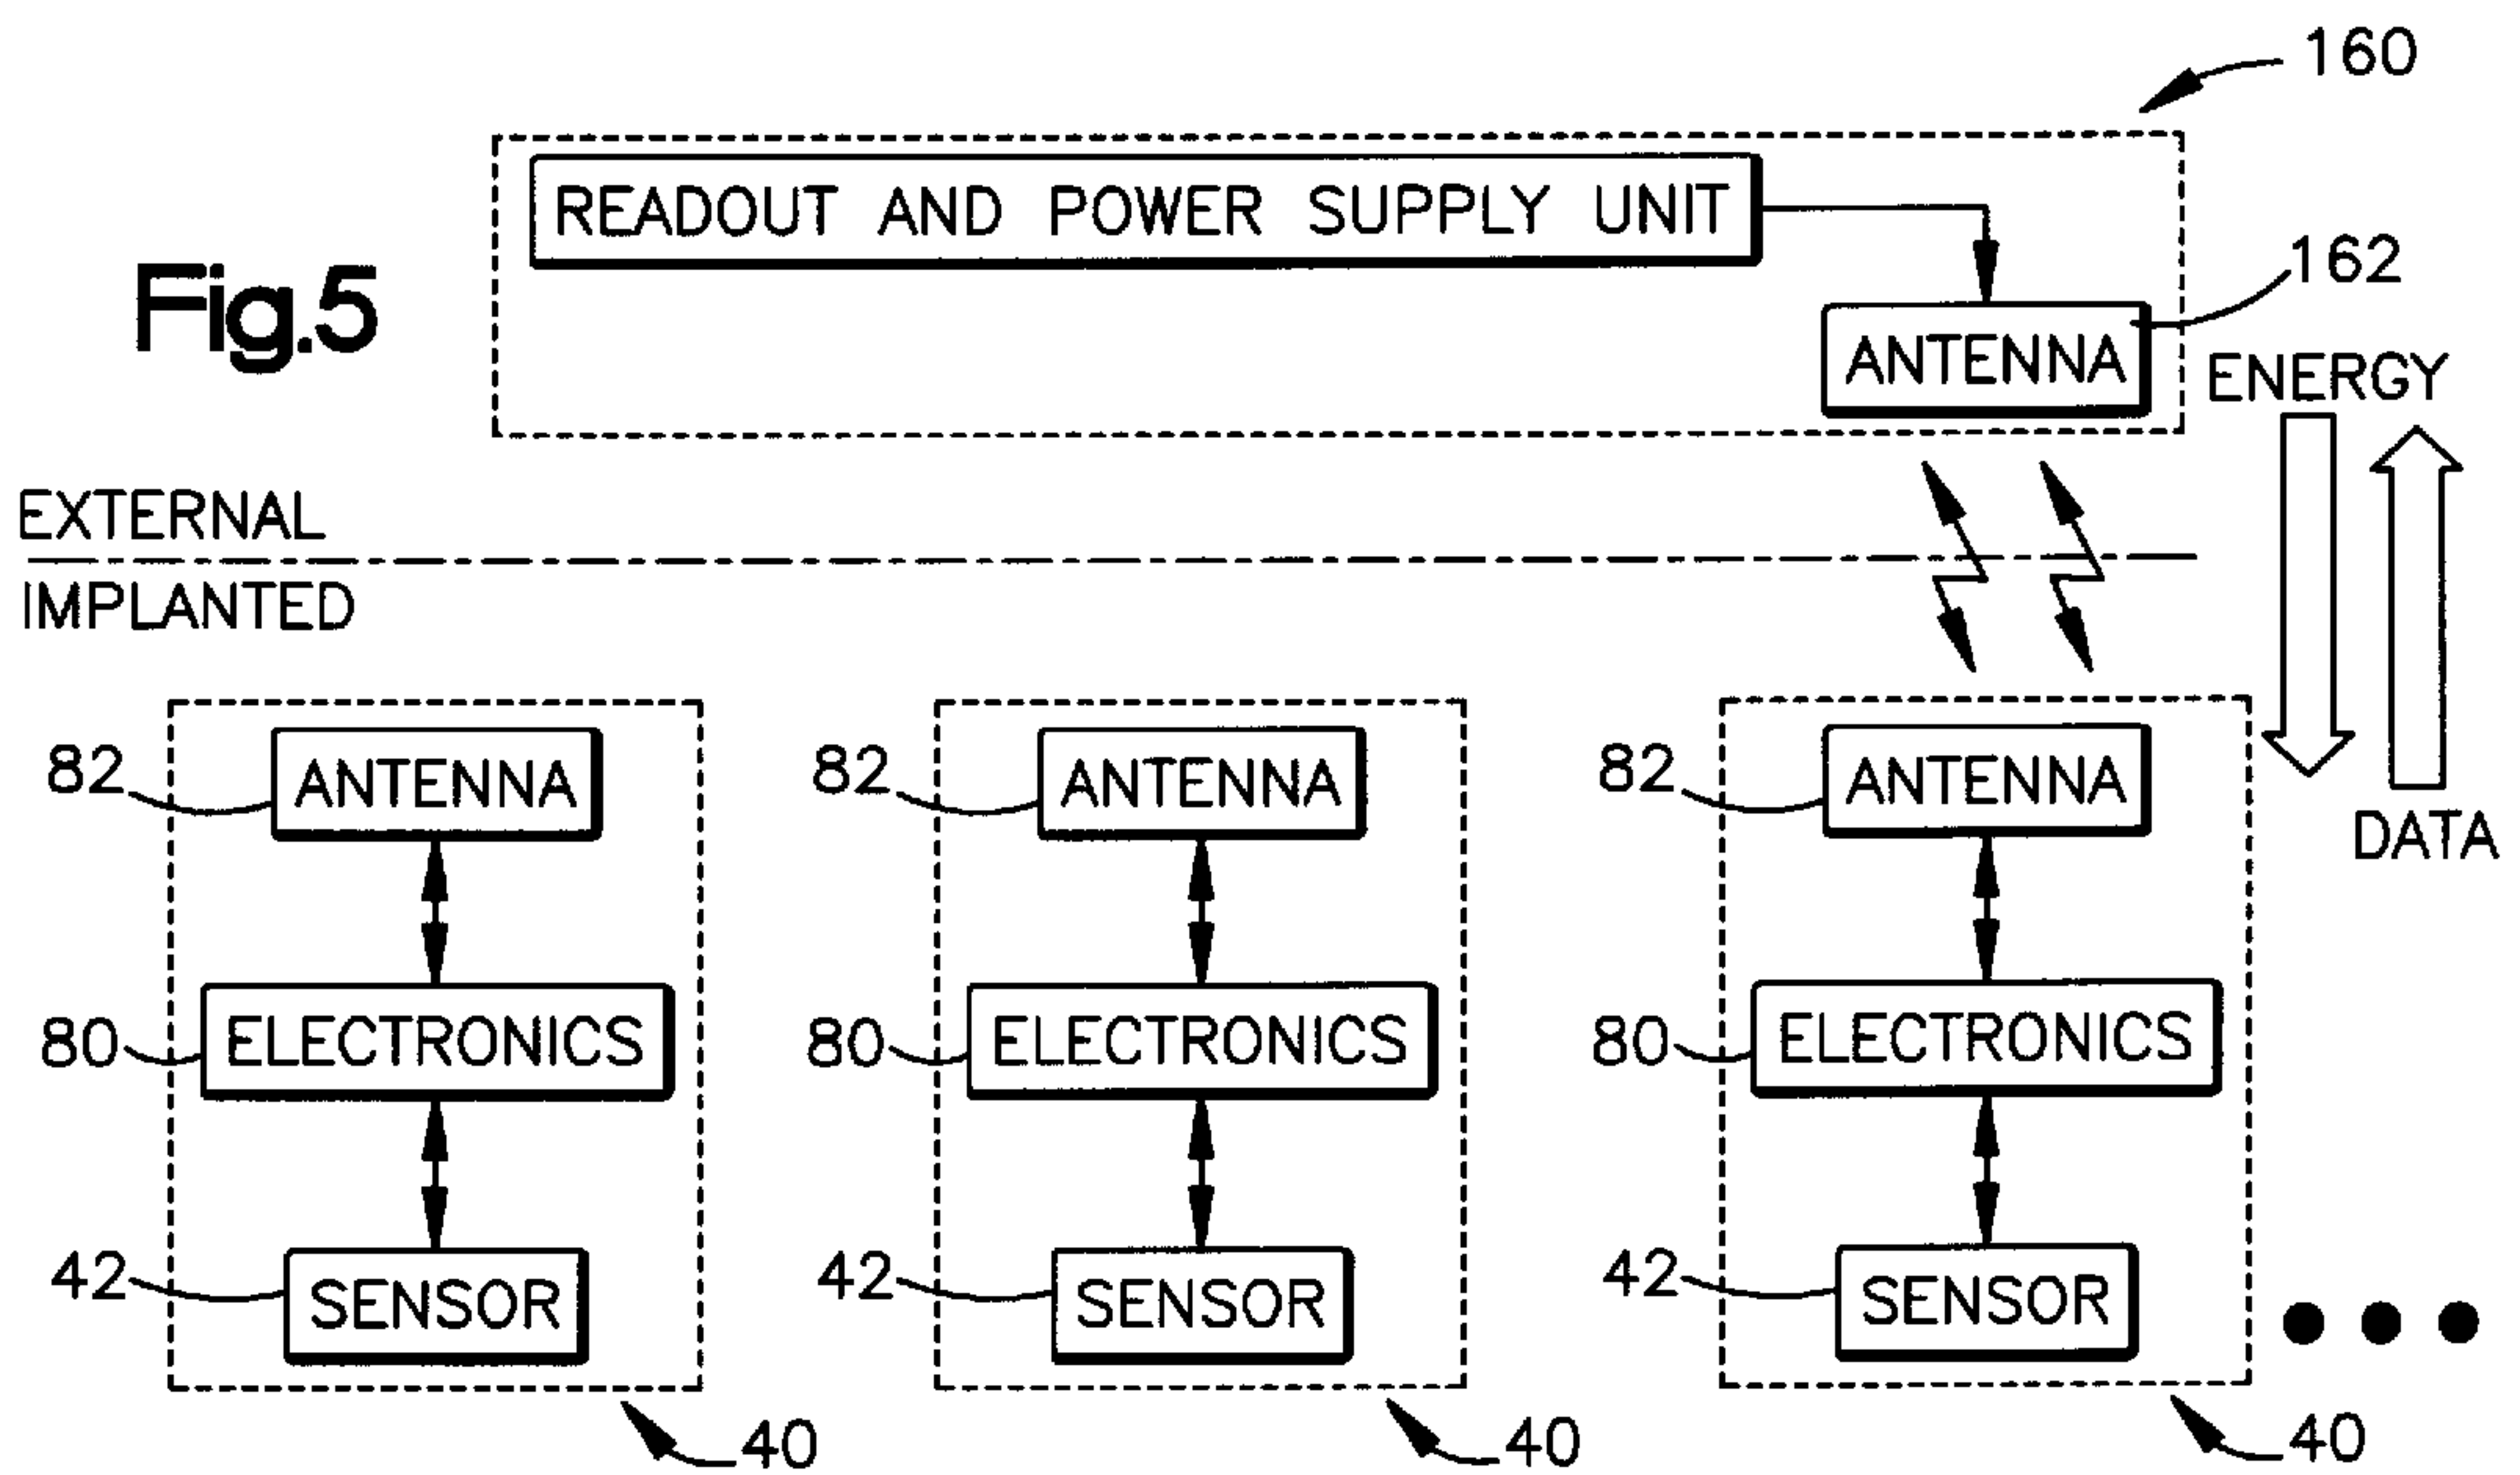 160
READOUT AND POWER SUPPLY UNIT
Fig.5
162
ANTENNA
ENERGY
EXTERNAL
IMPLANTED
82 ANTENNA 82 ANTENNA 82 ANTENNA
DATA
80 ELECTRONICS 80 ELECTRONICS 80 ELECTRONICS
42 SENSOR 42 SENSOR 42 SENSOR
40 40 40